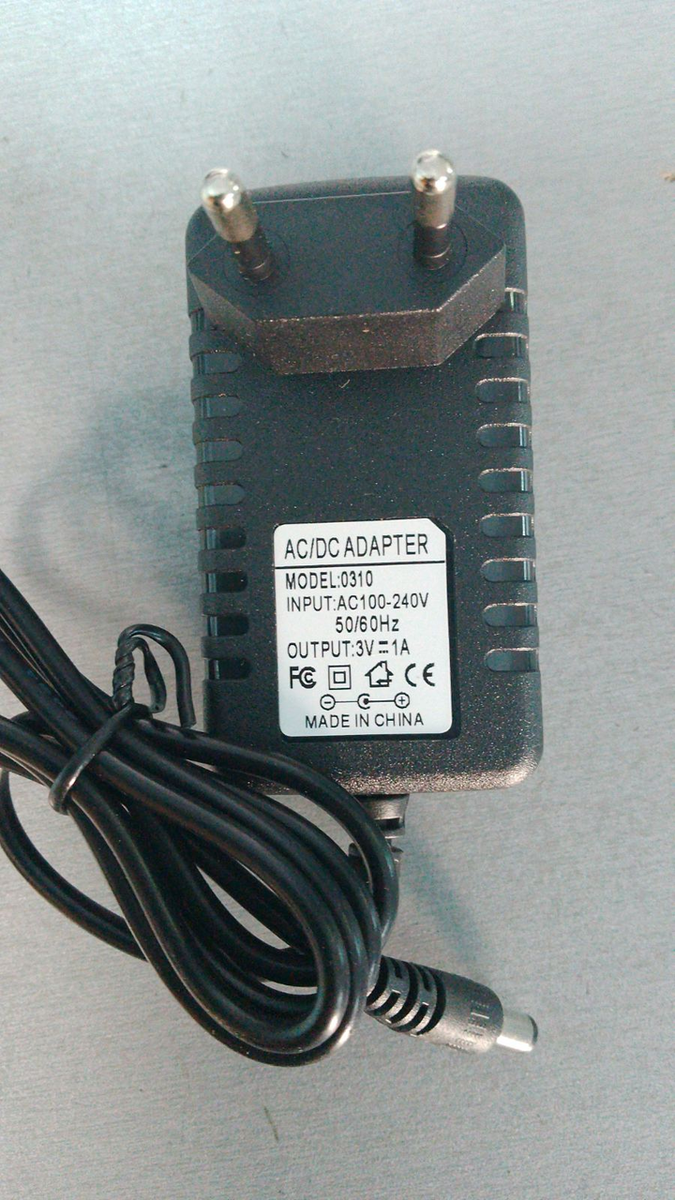 AC/DC ADAPTER
MODEL:0310
INPUT:AC100-240V
50/60Hz
OUTPUT:3V⎓1A
FC CE
MADE IN CHINA